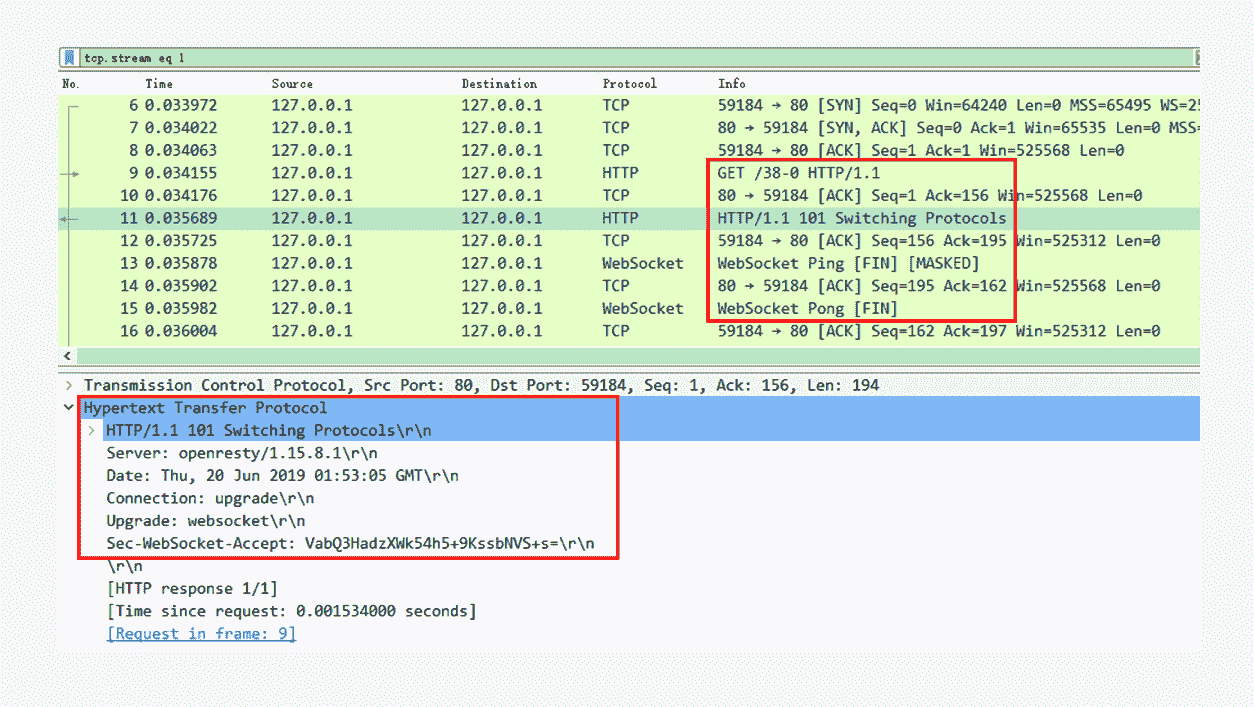 tcp.stream eq 1
No. Time Source Destination Protocol Info
6 0.033972 127.0.0.1 127.0.0.1 TCP 59184 → 80 [SYN] Seq=0 Win=64240 Len=0 MSS=65495 WS=25
7 0.034022 127.0.0.1 127.0.0.1 TCP 80 → 59184 [SYN, ACK] Seq=0 Ack=1 Win=65535 Len=0 MSS=
8 0.034063 127.0.0.1 127.0.0.1 TCP 59184 → 80 [ACK] Seq=1 Ack=1 Win=525568 Len=0
9 0.034155 127.0.0.1 127.0.0.1 HTTP GET /38-0 HTTP/1.1
10 0.034176 127.0.0.1 127.0.0.1 TCP 80 → 59184 [ACK] Seq=1 Ack=156 Win=525568 Len=0
11 0.035689 127.0.0.1 127.0.0.1 HTTP HTTP/1.1 101 Switching Protocols
12 0.035725 127.0.0.1 127.0.0.1 TCP 59184 → 80 [ACK] Seq=156 Ack=195 Win=525312 Len=0
13 0.035878 127.0.0.1 127.0.0.1 WebSocket WebSocket Ping [FIN] [MASKED]
14 0.035902 127.0.0.1 127.0.0.1 TCP 80 → 59184 [ACK] Seq=195 Ack=162 Win=525568 Len=0
15 0.035982 127.0.0.1 127.0.0.1 WebSocket WebSocket Pong [FIN]
16 0.036004 127.0.0.1 127.0.0.1 TCP 59184 → 80 [ACK] Seq=162 Ack=197 Win=525312 Len=0
Transmission Control Protocol, Src Port: 80, Dst Port: 59184, Seq: 1, Ack: 156, Len: 194
Hypertext Transfer Protocol
HTTP/1.1 101 Switching Protocols\r\n
Server: openresty/1.15.8.1\r\n
Date: Thu, 20 Jun 2019 01:53:05 GMT\r\n
Connection: upgrade\r\n
Upgrade: websocket\r\n
Sec-WebSocket-Accept: VabQ3HadzXWk54h5+9KssbNVS+s=\r\n
\r\n
[HTTP response 1/1]
[Time since request: 0.001534000 seconds]
[Request in frame: 9]